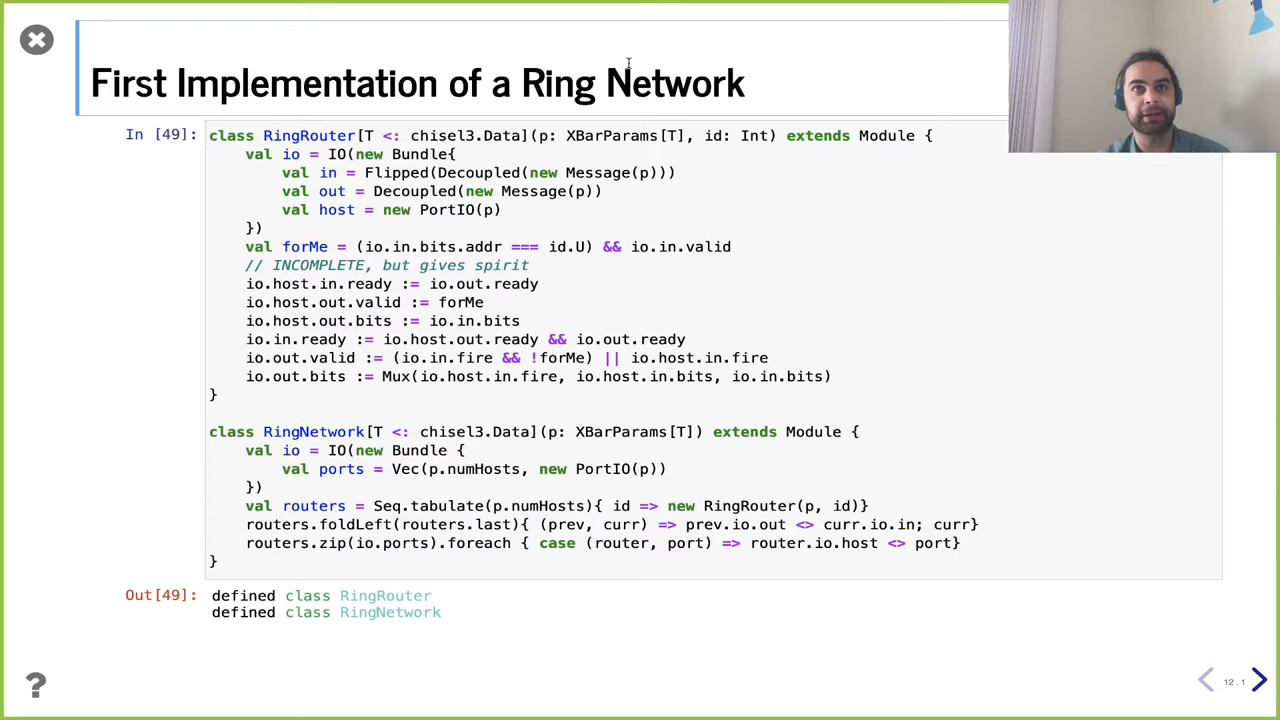 First Implementation of a Ring Network
In [49]:
class RingRouter[T <: chisel3.Data](p: XBarParams[T], id: Int) extends Module {
    val io = IO(new Bundle{
        val in = Flipped(Decoupled(new Message(p)))
        val out = Decoupled(new Message(p))
        val host = new PortIO(p)
    })
    val forMe = (io.in.bits.addr === id.U) && io.in.valid
    // INCOMPLETE, but gives spirit
    io.host.in.ready := io.out.ready
    io.host.out.valid := forMe
    io.host.out.bits := io.in.bits
    io.in.ready := io.host.out.ready && io.out.ready
    io.out.valid := (io.in.fire && !forMe) || io.host.in.fire
    io.out.bits := Mux(io.host.in.fire, io.host.in.bits, io.in.bits)
}
class RingNetwork[T <: chisel3.Data](p: XBarParams[T]) extends Module {
    val io = IO(new Bundle {
        val ports = Vec(p.numHosts, new PortIO(p))
    })
    val routers = Seq.tabulate(p.numHosts){ id => new RingRouter(p, id)}
    routers.foldLeft(routers.last){ (prev, curr) => prev.io.out <> curr.io.in; curr}
    routers.zip(io.ports).foreach { case (router, port) => router.io.host <> port}
}
Out[49]:
defined class RingRouter
defined class RingNetwork
?
12.1